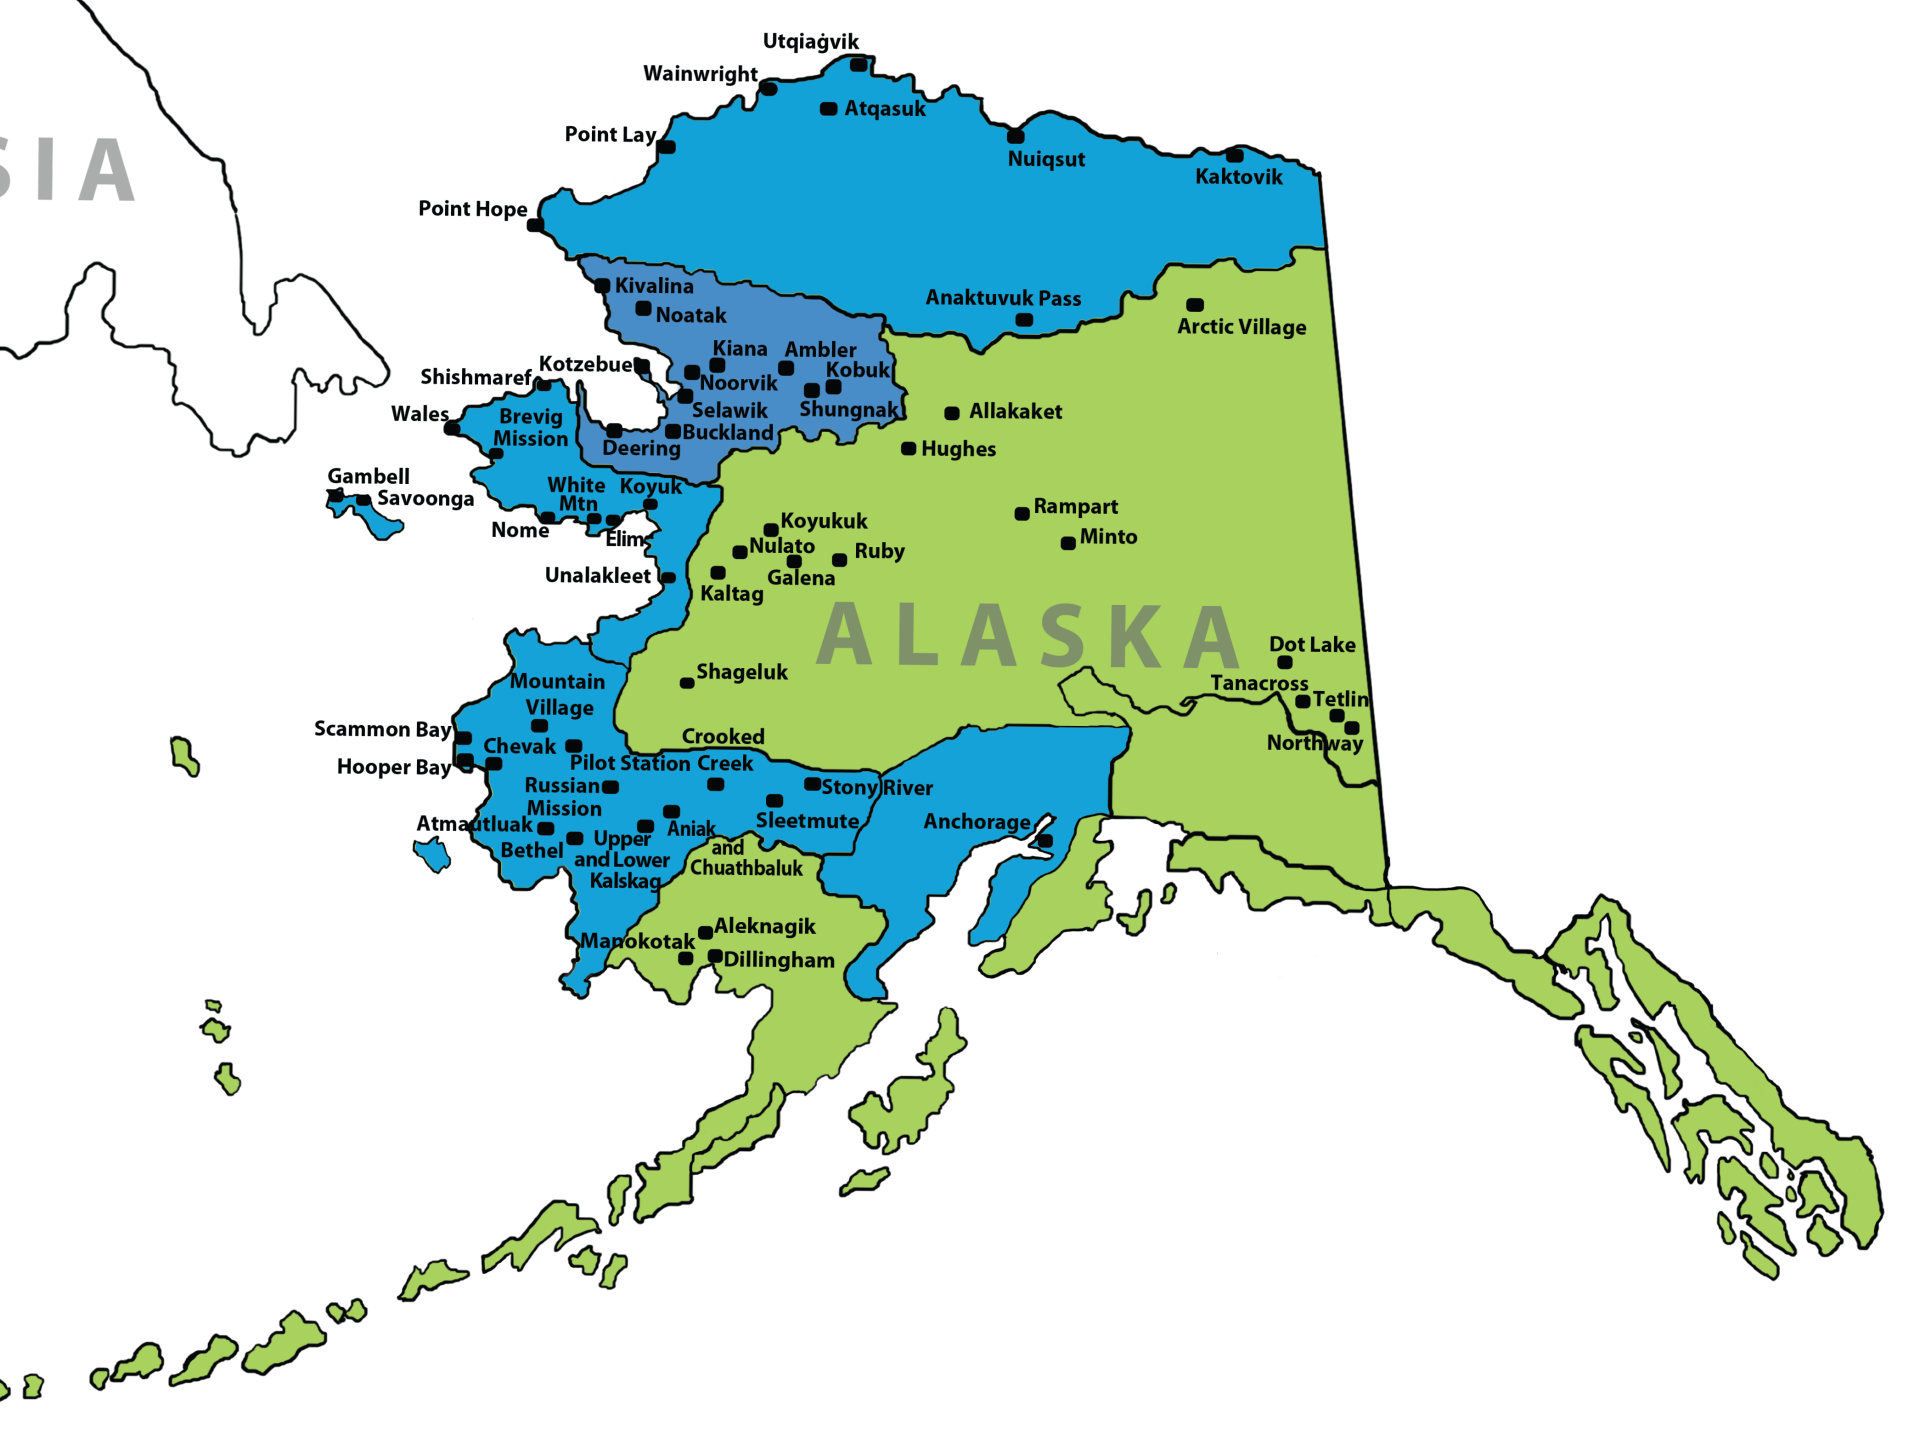 Utqiaġvik
Wainwright
Atqasuk
Point Lay
Nuiqsut
Kaktovik
SIA
Point Hope
Kivalina
Noatak
Anaktuvuk Pass
Arctic Village
Kotzebue
Kiana
Ambler
Kobuk
Shishmaref
Noorvik
Selawik
Shungnak
Wales
Brevig
Mission
Deering
Buckland
Allakaket
Hughes
Gambell
Savoonga
White
Mtn
Koyuk
Nome
Elim
Rampart
Minto
Koyukuk
Nulato
Ruby
Galena
Kaltag
Unalakleet
ALASKA
Dot Lake
Tanacross
Tetlin
Northway
Shageluk
Mountain
Village
Scammon Bay
Hooper Bay
Chevak
Pilot Station
Crooked
Creek
Russian
Mission
Stony River
Sleetmute
Anchorage
Atmautluak
Bethel
Upper
and Lower
Kalskag
Aniak
and
Chuathbaluk
Aleknagik
Manokotak
Dillingham